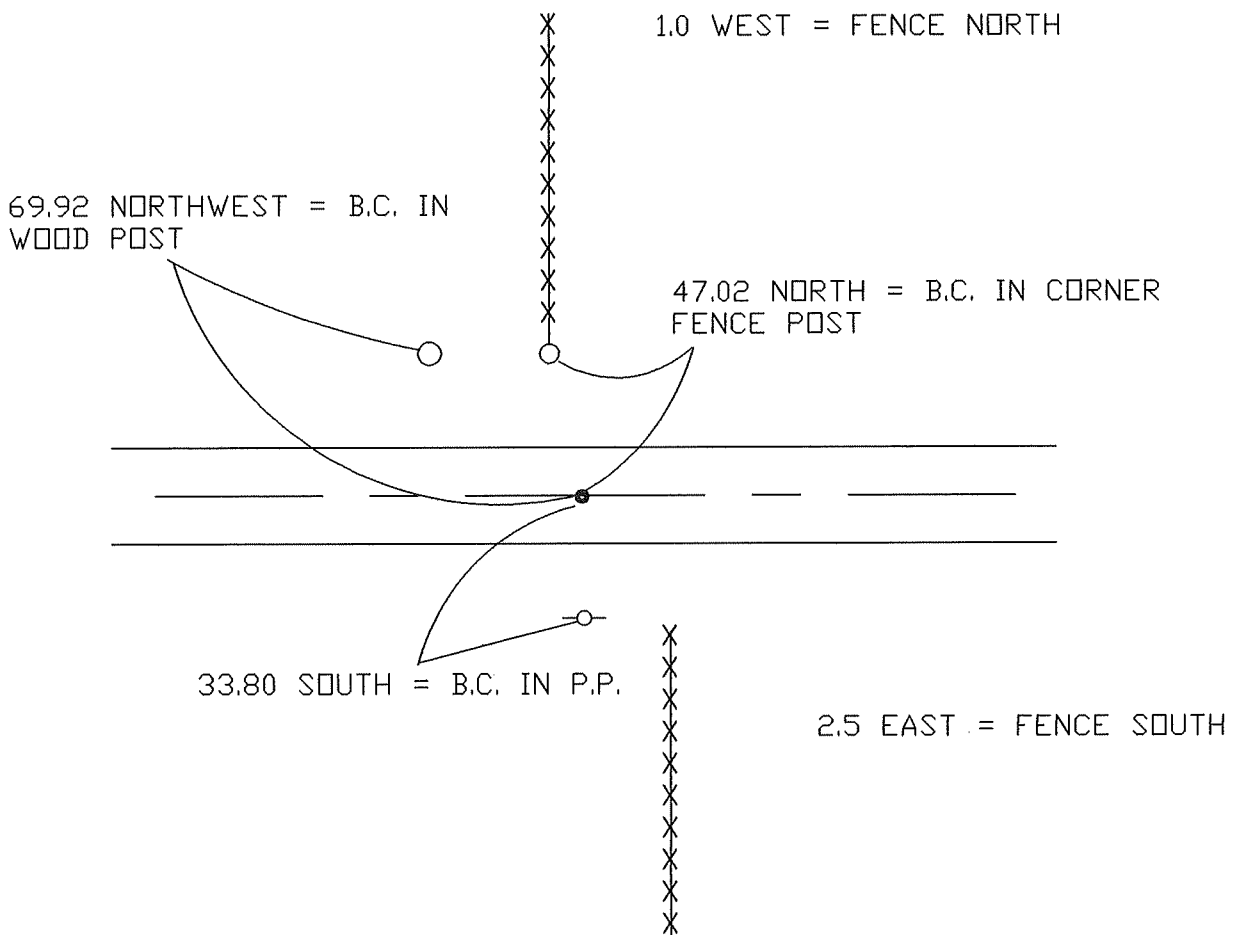 1.0 WEST = FENCE NORTH
69.92 NORTHWEST = B.C. IN
WOOD POST
47.02 NORTH = B.C. IN CORNER
FENCE POST
33.80 SOUTH = B.C. IN P.P.
2.5 EAST = FENCE SOUTH